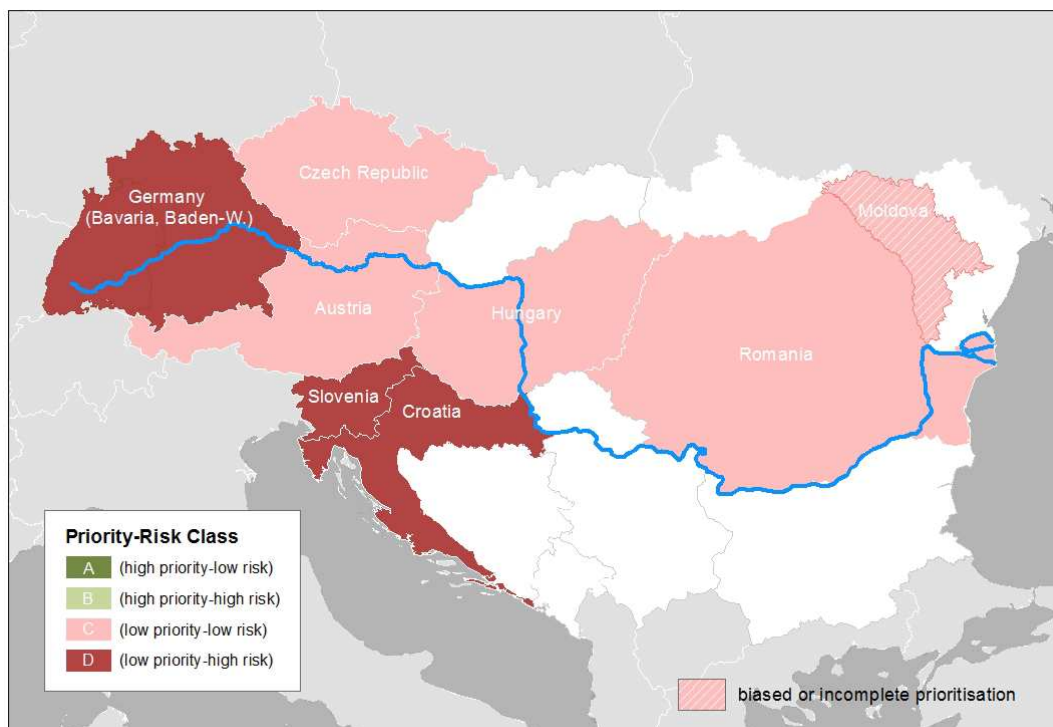 Czech Republic
Germany
(Bavaria, Baden-W.)
Moldova
Austria
Hungary
Romania
Slovenia
Croatia
Priority-Risk Class
A (high priority-low risk)
B (high priority-high risk)
C (low priority-low risk)
D (low priority-high risk)
biased or incomplete prioritisation